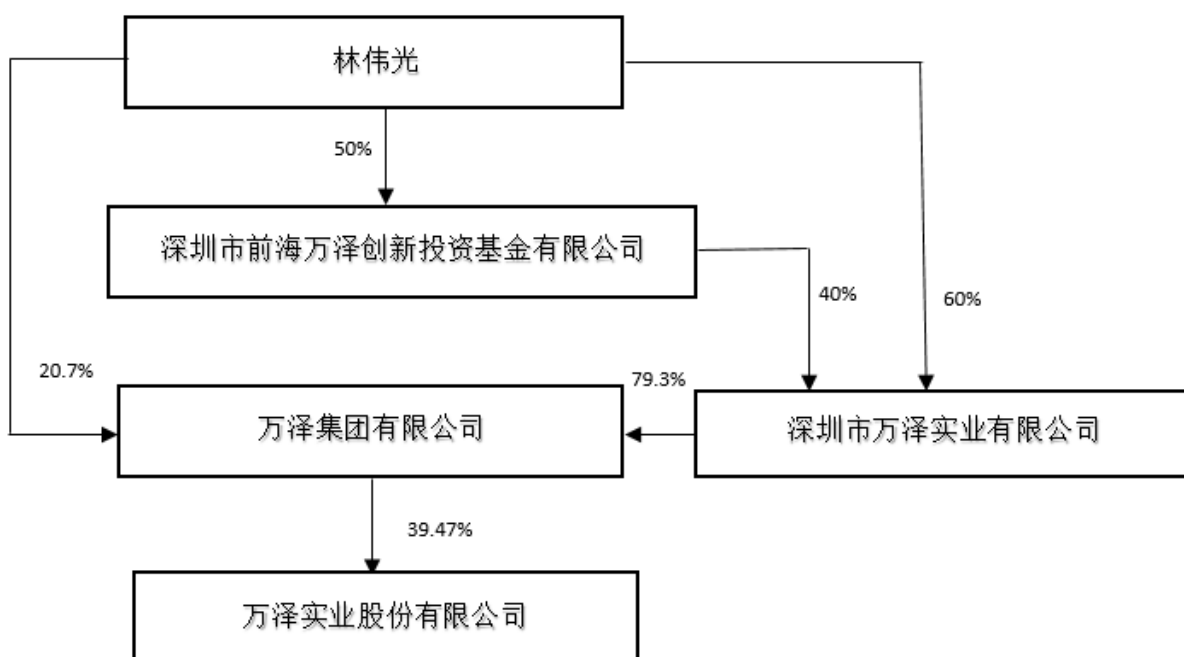 林伟光
50%
深圳市前海万泽创新投资基金有限公司
40%
60%
20.7%
79.3%
万泽集团有限公司
深圳市万泽实业有限公司
39.47%
万泽实业股份有限公司